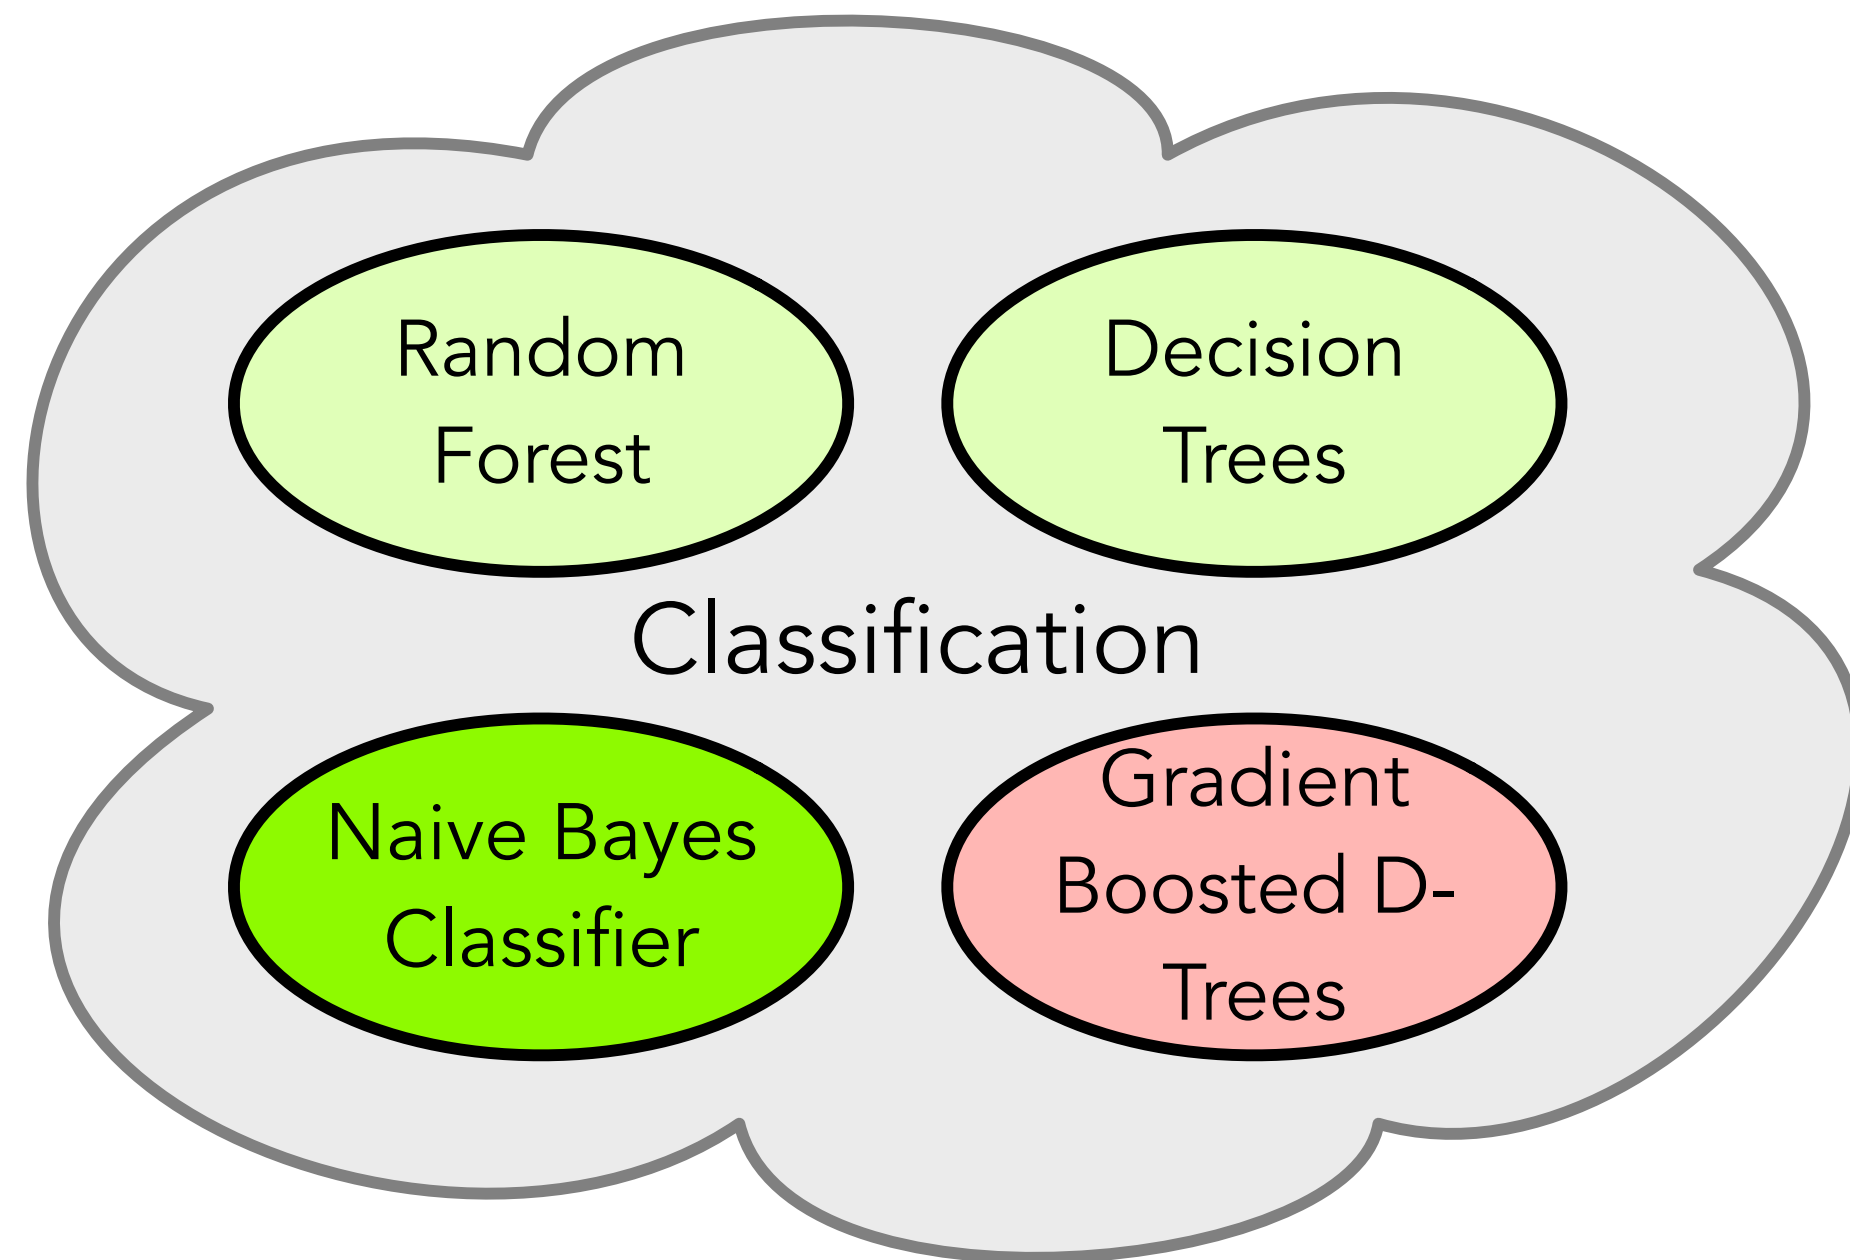 Random
Forest
Decision
Trees
Classification
Naive Bayes
Classifier
Gradient
Boosted D-
Trees